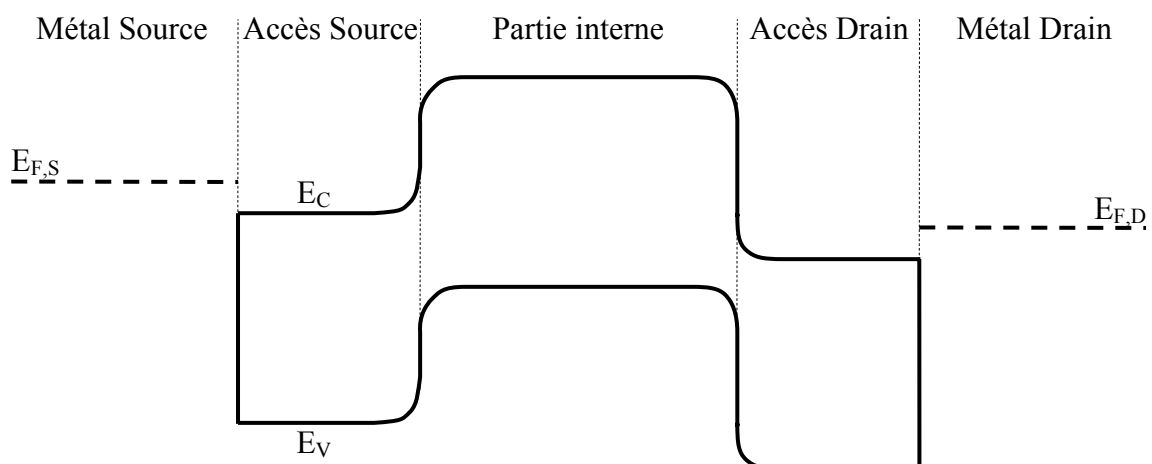 Métal Source Accès Source Partie interne Accès Drain Métal Drain
E_F,S
E_C
E_F,D
E_V